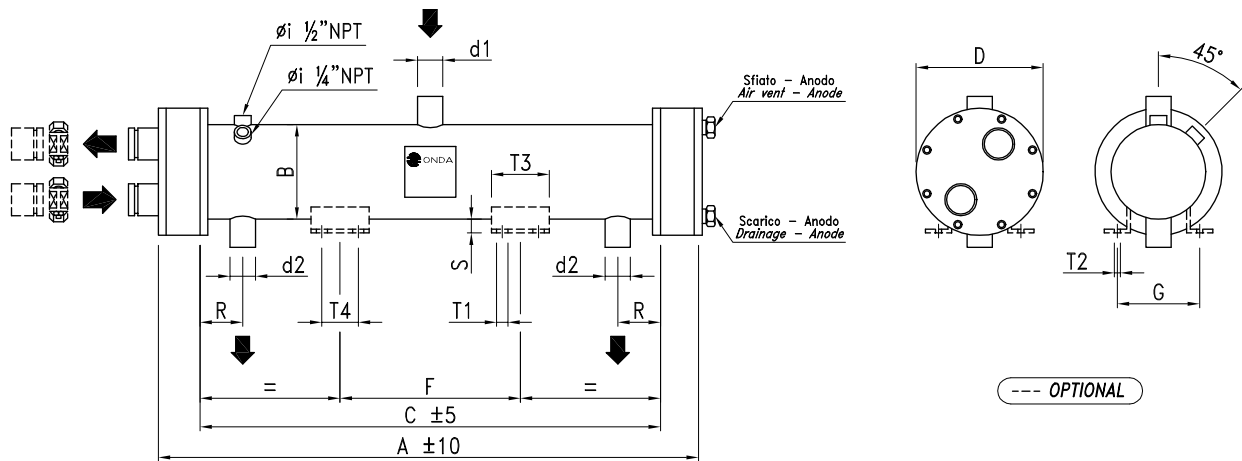 øi ½"NPT
øi ¼"NPT
d1
Sfiato - Anodo
Air vent - Anode
B
ONDA
T3
Scarico - Anodo
Drainage - Anode
S
d2
d2
R
T4
T1
R
=
F
=
C ±5
A ±10
D
45°
T2
G
--- OPTIONAL